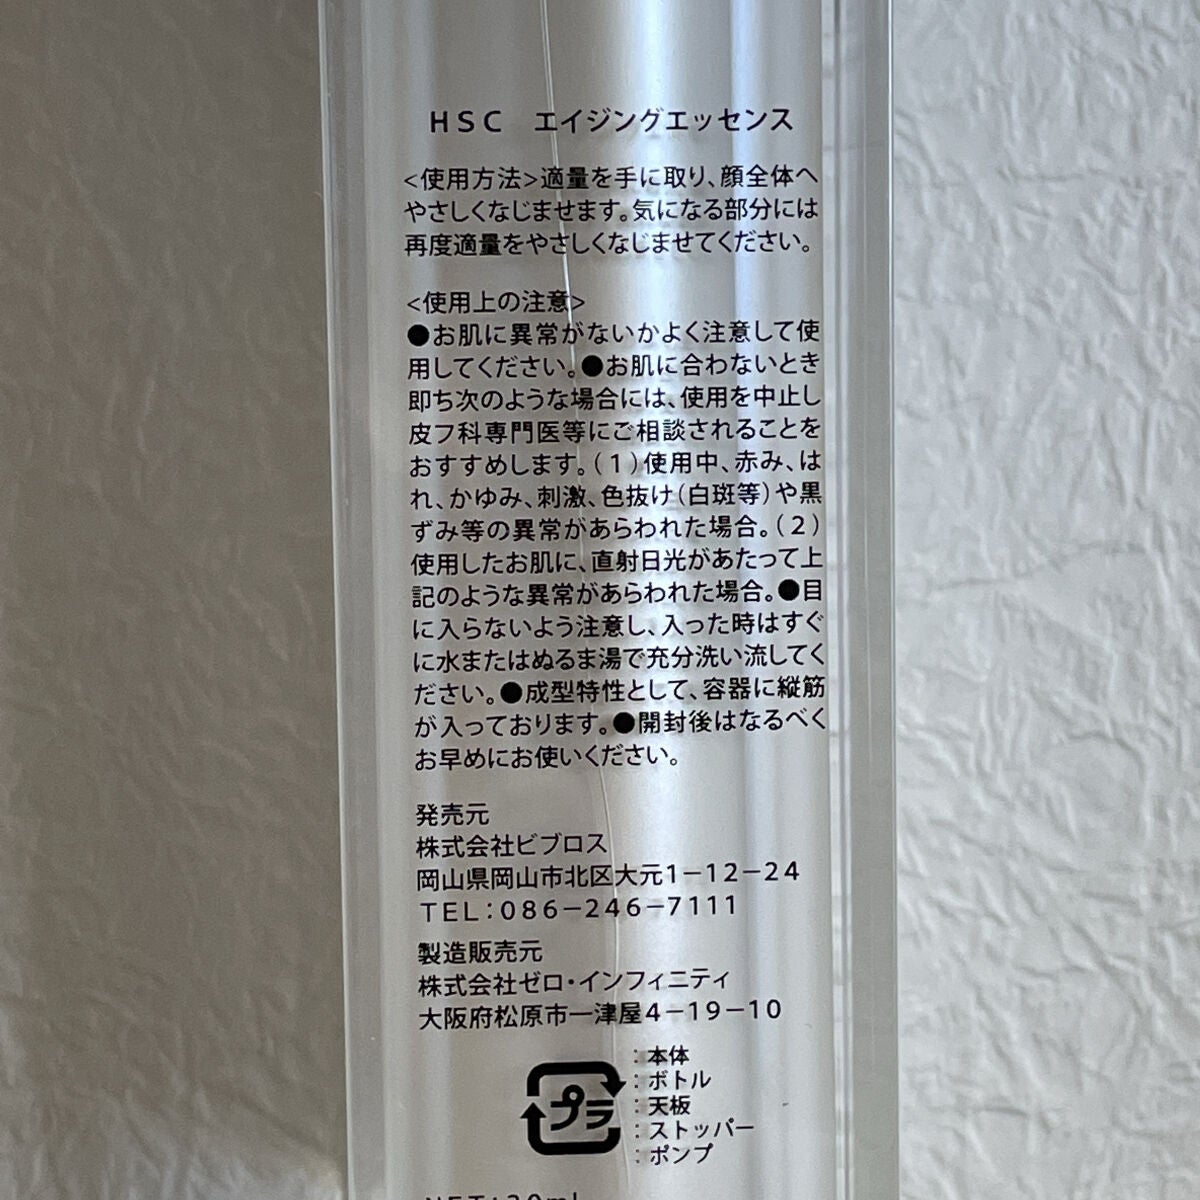 HSC エイジングエッセンス
<使用方法>適量を手に取り、顔全体へ
やさしくなじませます。気になる部分には
再度適量をやさしくなじませてください。
<使用上の注意>
●お肌に異常がないかよく注意して使
用してください。●お肌に合わないとき
即ち次のような場合には、使用を中止し
皮フ科専門医等にご相談されることを
おすすめします。(1)使用中、赤み、は
れ、かゆみ、刺激、色抜け(白斑等)や黒
ずみ等の異常があらわれた場合。(2)
使用したお肌に、直射日光があたって上
記のような異常があらわれた場合。●目
に入らないよう注意し、入った時はすぐ
に水またはぬるま湯で充分洗い流してく
ださい。●成型特性として、容器に縦筋
が入っております。●開封後はなるべく
お早めにお使いください。
発売元
株式会社ビブロス
岡山県岡山市北区大元1-12-24
TEL:086-246-7111
製造販売元
株式会社ゼロ・インフィニティ
大阪府松原市一津屋4-19-10
プラ
:本体
:ボトル
:天板
:ストッパー
:ポンプ